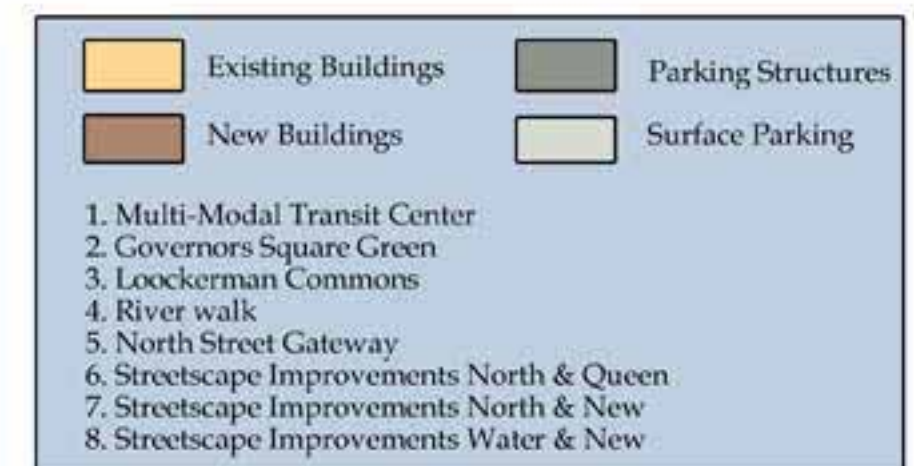 Existing Buildings
Parking Structures
New Buildings
Surface Parking
1. Multi-Modal Transit Center
2. Governors Square Green
3. Loockerman Commons
4. River walk
5. North Street Gateway
6. Streetscape Improvements North & Queen
7. Streetscape Improvements North & New
8. Streetscape Improvements Water & New